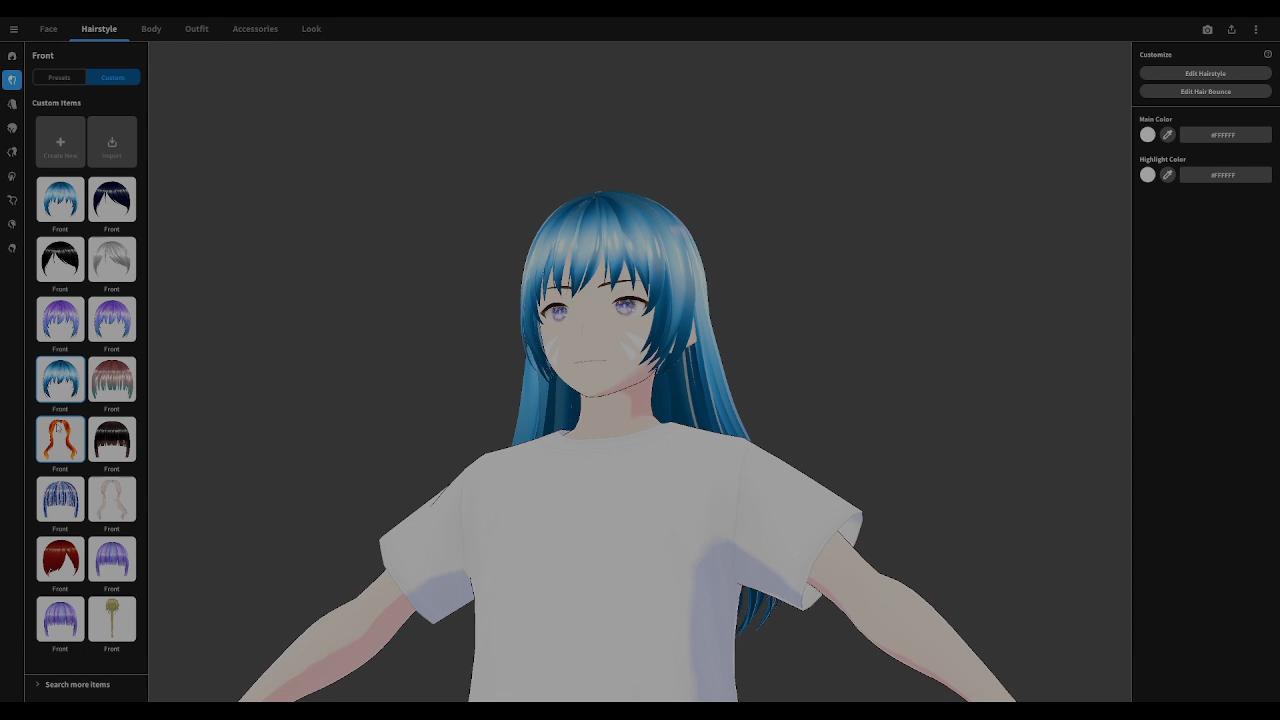 Face Hairstyle Body Outfit Accessories Look
Front
Presets Custom
Custom Items
Create New Import
Front Front
Front Front
Front Front
Front Front
Front Front
Front Front
Front Front
Front Front
Search more items
Customize
Edit Hairstyle
Edit Hair Bounce
Main Color
#FFFFFF
Highlight Color
#FFFFFF